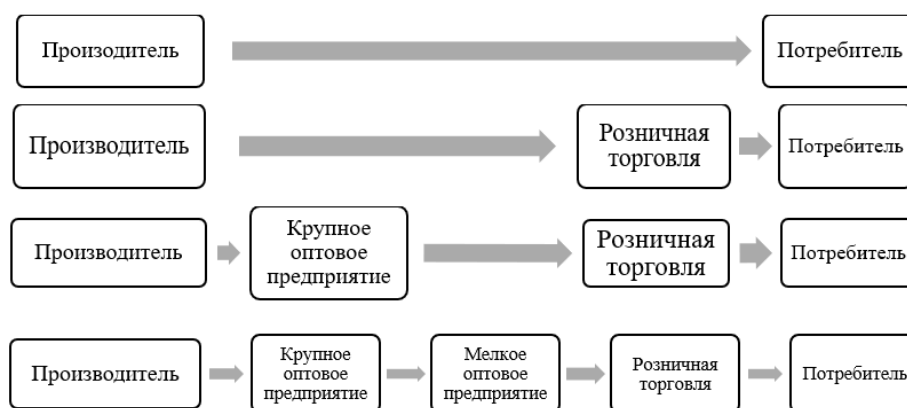 Произодитель
Потребитель
Производитель
Розничная
торговля
Потребитель
Производитель
Крупное
оптовое
предприятие
Розничная
торговля
Потребитель
Производитель
Крупное
оптовое
предприятие
Мелкое
оптовое
предприятие
Розничная
торговля
Потребитель